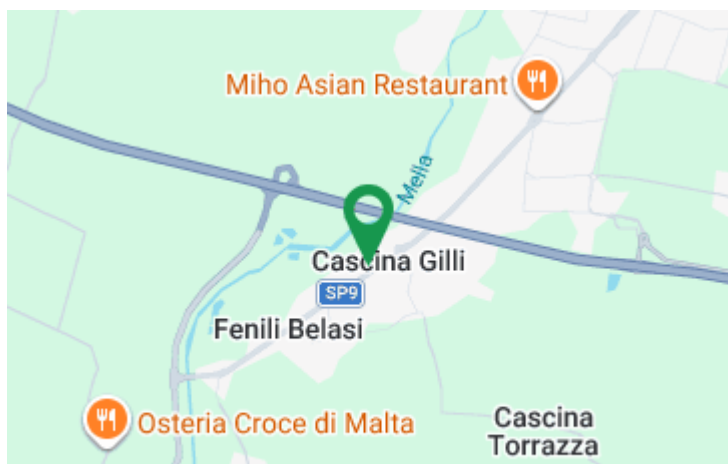 Miho Asian Restaurant
Mella
Cascina Gilli
SP9
Fenili Belasi
Osteria Croce di Malta
Cascina
Torrazza